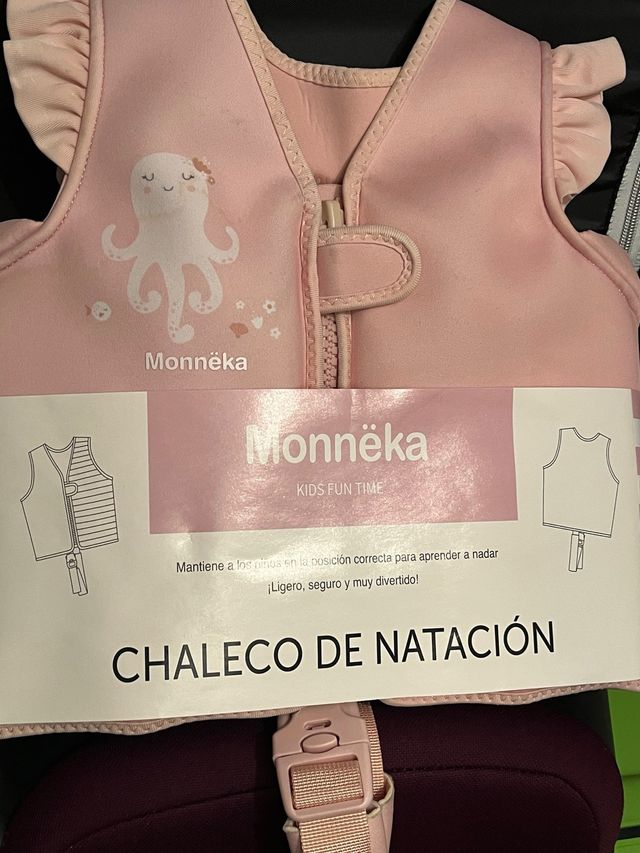 Monnëka
Monnëka
KIDS FUN TIME
Mantiene a los niños en la posición correcta para aprender a nadar
¡Ligero, seguro y muy divertido!
CHALECO DE NATACIÓN